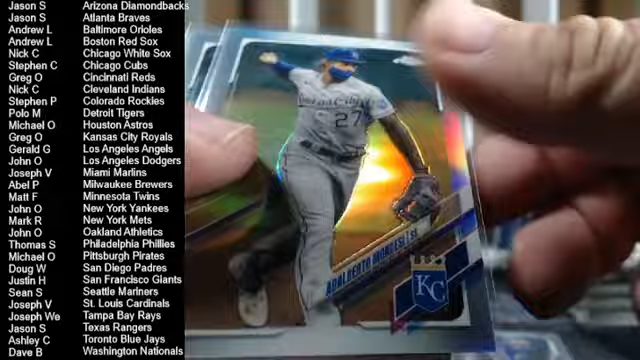 Jason S Arizona Diamondbacks
Jason S Atlanta Braves
Andrew L Baltimore Orioles
Andrew L Boston Red Sox
Nick C Chicago White Sox
Stephen C Chicago Cubs
Greg O Cincinnati Reds
Nick C Cleveland Indians
Stephen P Colorado Rockies
Polo M Detroit Tigers
Michael O Houston Astros
Greg O Kansas City Royals
Gerald G Los Angeles Angels
John O Los Angeles Dodgers
Joseph V Miami Marlins
Abel P Milwaukee Brewers
Matt F Minnesota Twins
John O New York Yankees
Mark R New York Mets
John O Oakland Athletics
Thomas S Philadelphia Phillies
Michael O Pittsburgh Pirates
Doug W San Diego Padres
Justin H San Francisco Giants
Sean S Seattle Mariners
Joseph V St. Louis Cardinals
Joseph We Tampa Bay Rays
Jason S Texas Rangers
Ashley C Toronto Blue Jays
Dave B Washington Nationals
27
ADALBERTO MONDESI SS
KC